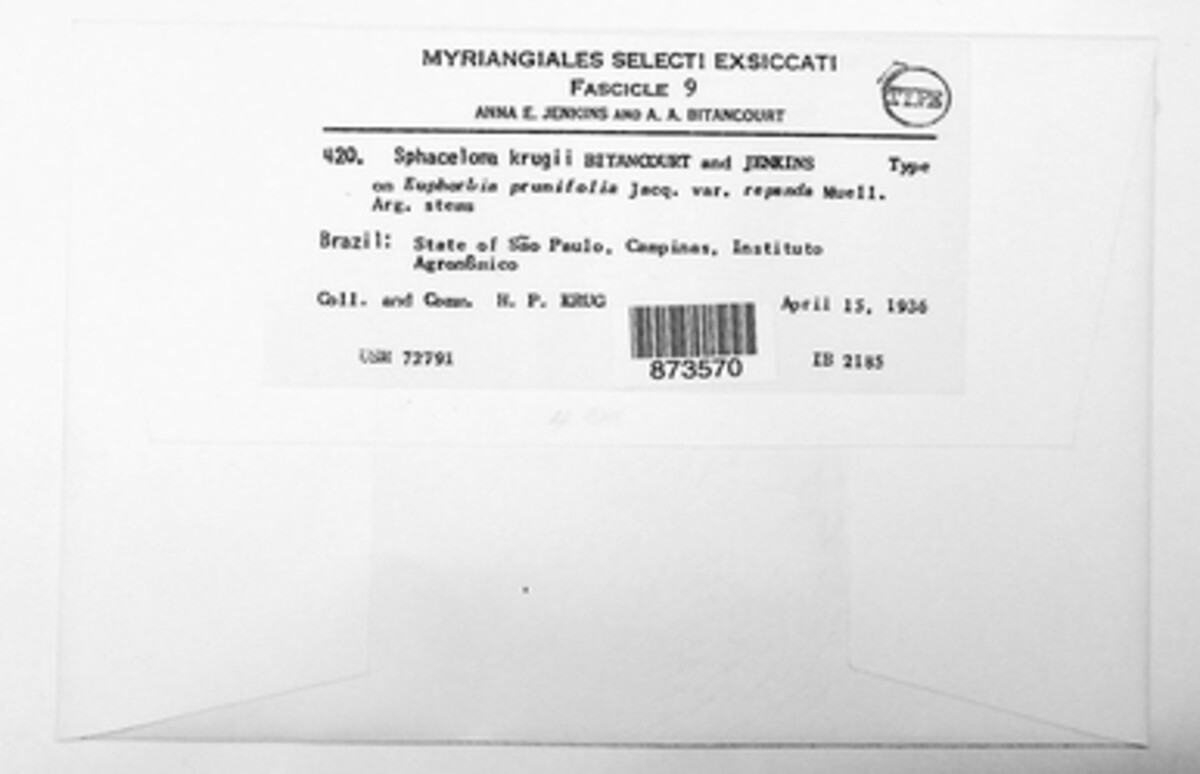 MYRIANGIALES SELECTI EXSICCATI
FASCICLE 9
TYPE
ANNA E. JENKINS AND A. A. BITANCOURT
420. Sphaceloma krugii BITANCOURT and JENKINS Type
on Euphorbia prunifolia Jacq. var. repanda Muell.
Arg. stems
Brazil: State of São Paulo, Campinas, Instituto
Agronômico
Coll. and Comm. H. P. KRUG April 15, 1936
72791
873570
IB 2185